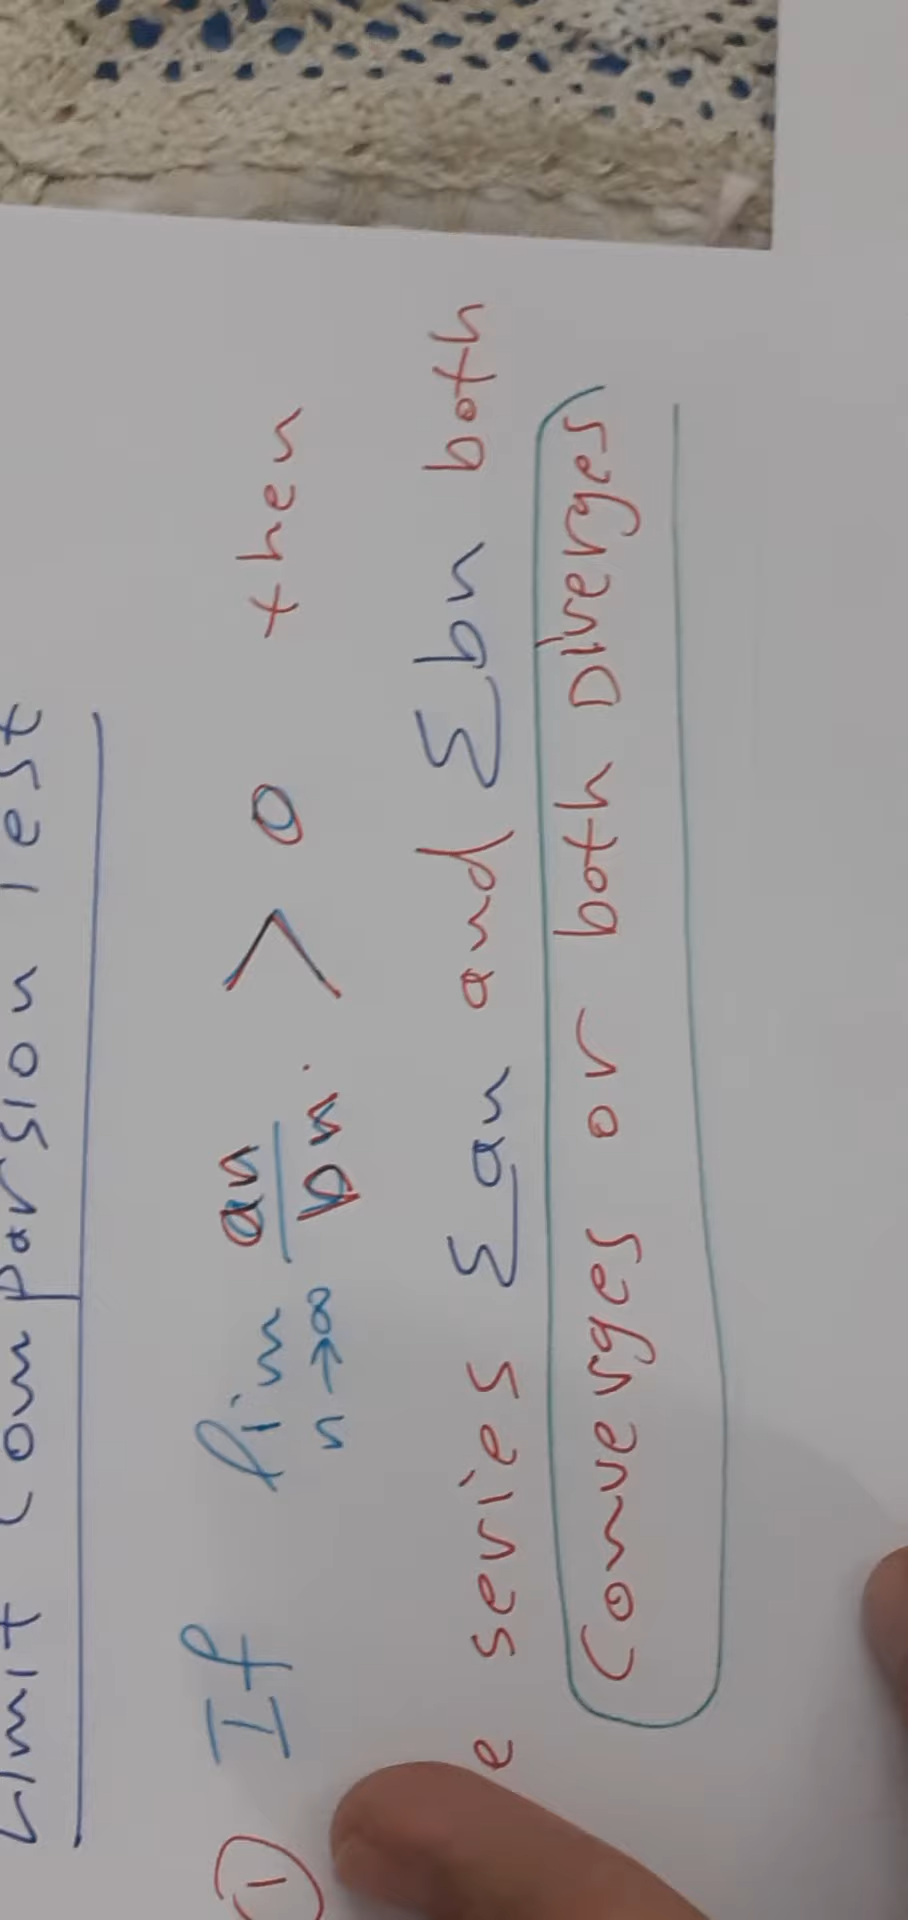 Limit Comparsion Test
① If lim n→∞ an/bn > 0 then
e series Σan and Σbn both
Converges or both Diverges